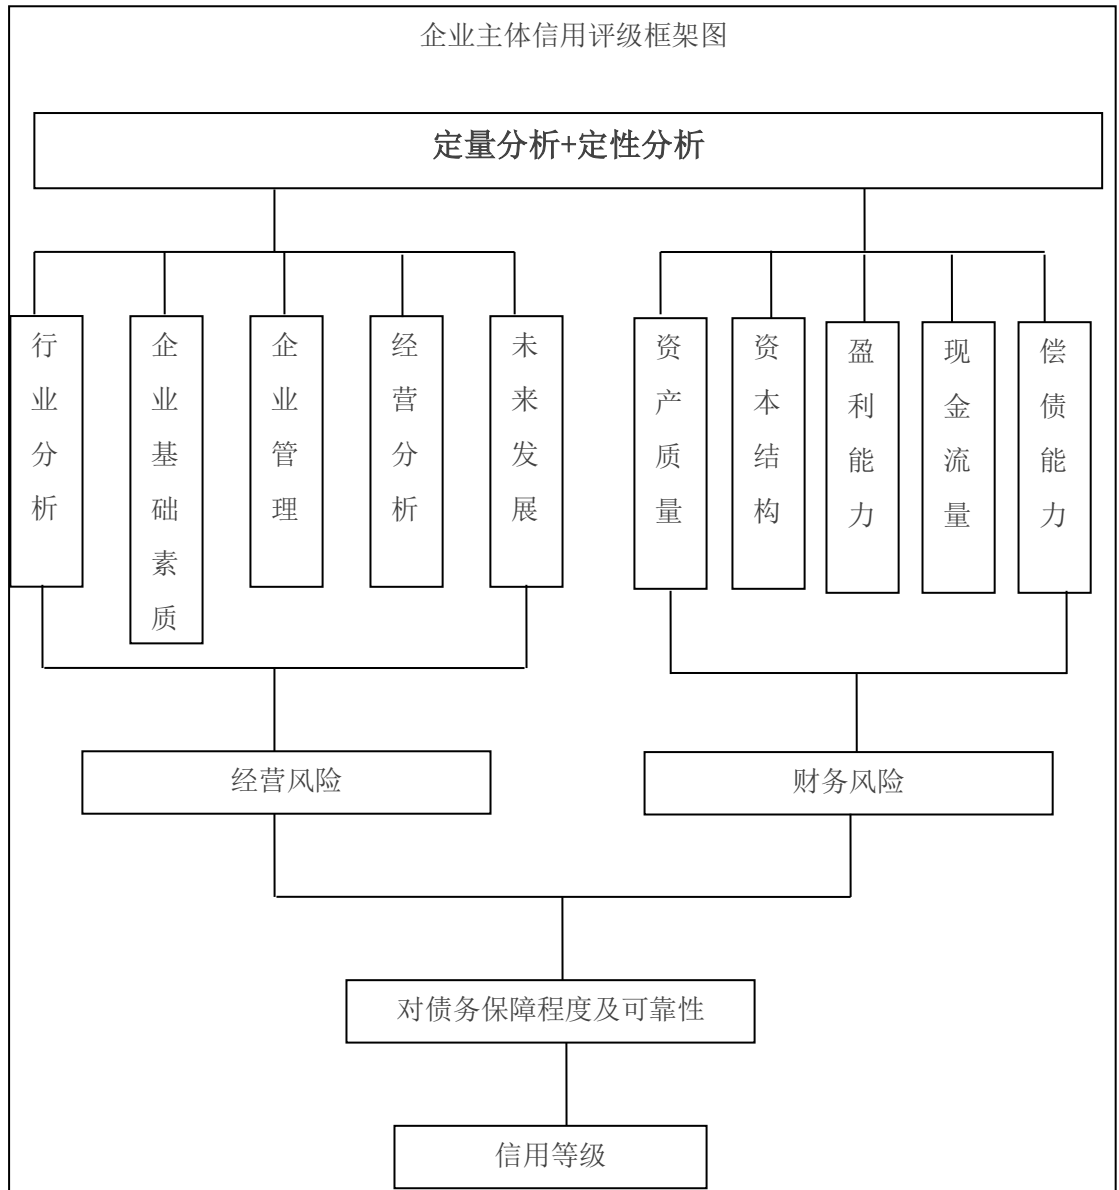 企业主体信用评级框架图
定量分析+定性分析
行业分析
企业基础素质
企业管理
经营分析
未来发展
资产质量
资本结构
盈利能力
现金流量
偿债能力
经营风险
财务风险
对债务保障程度及可靠性
信用等级